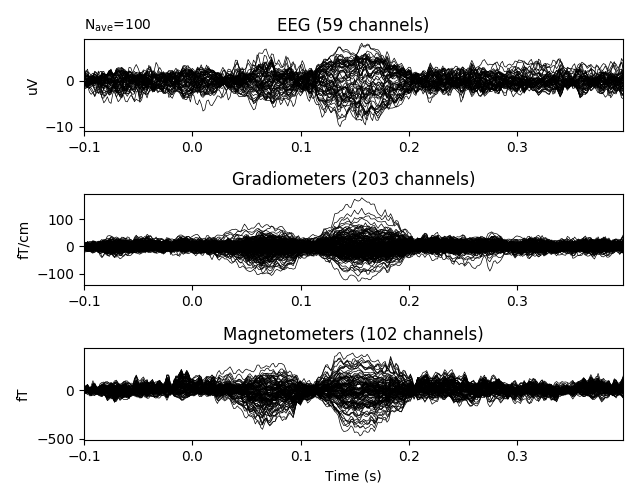 N_ave=100
EEG (59 channels)
uV
0
−10
−0.1 0.0 0.1 0.2 0.3
Gradiometers (203 channels)
fT/cm
100
0
−100
−0.1 0.0 0.1 0.2 0.3
Magnetometers (102 channels)
fT
0
−500
−0.1 0.0 0.1 0.2 0.3
Time (s)